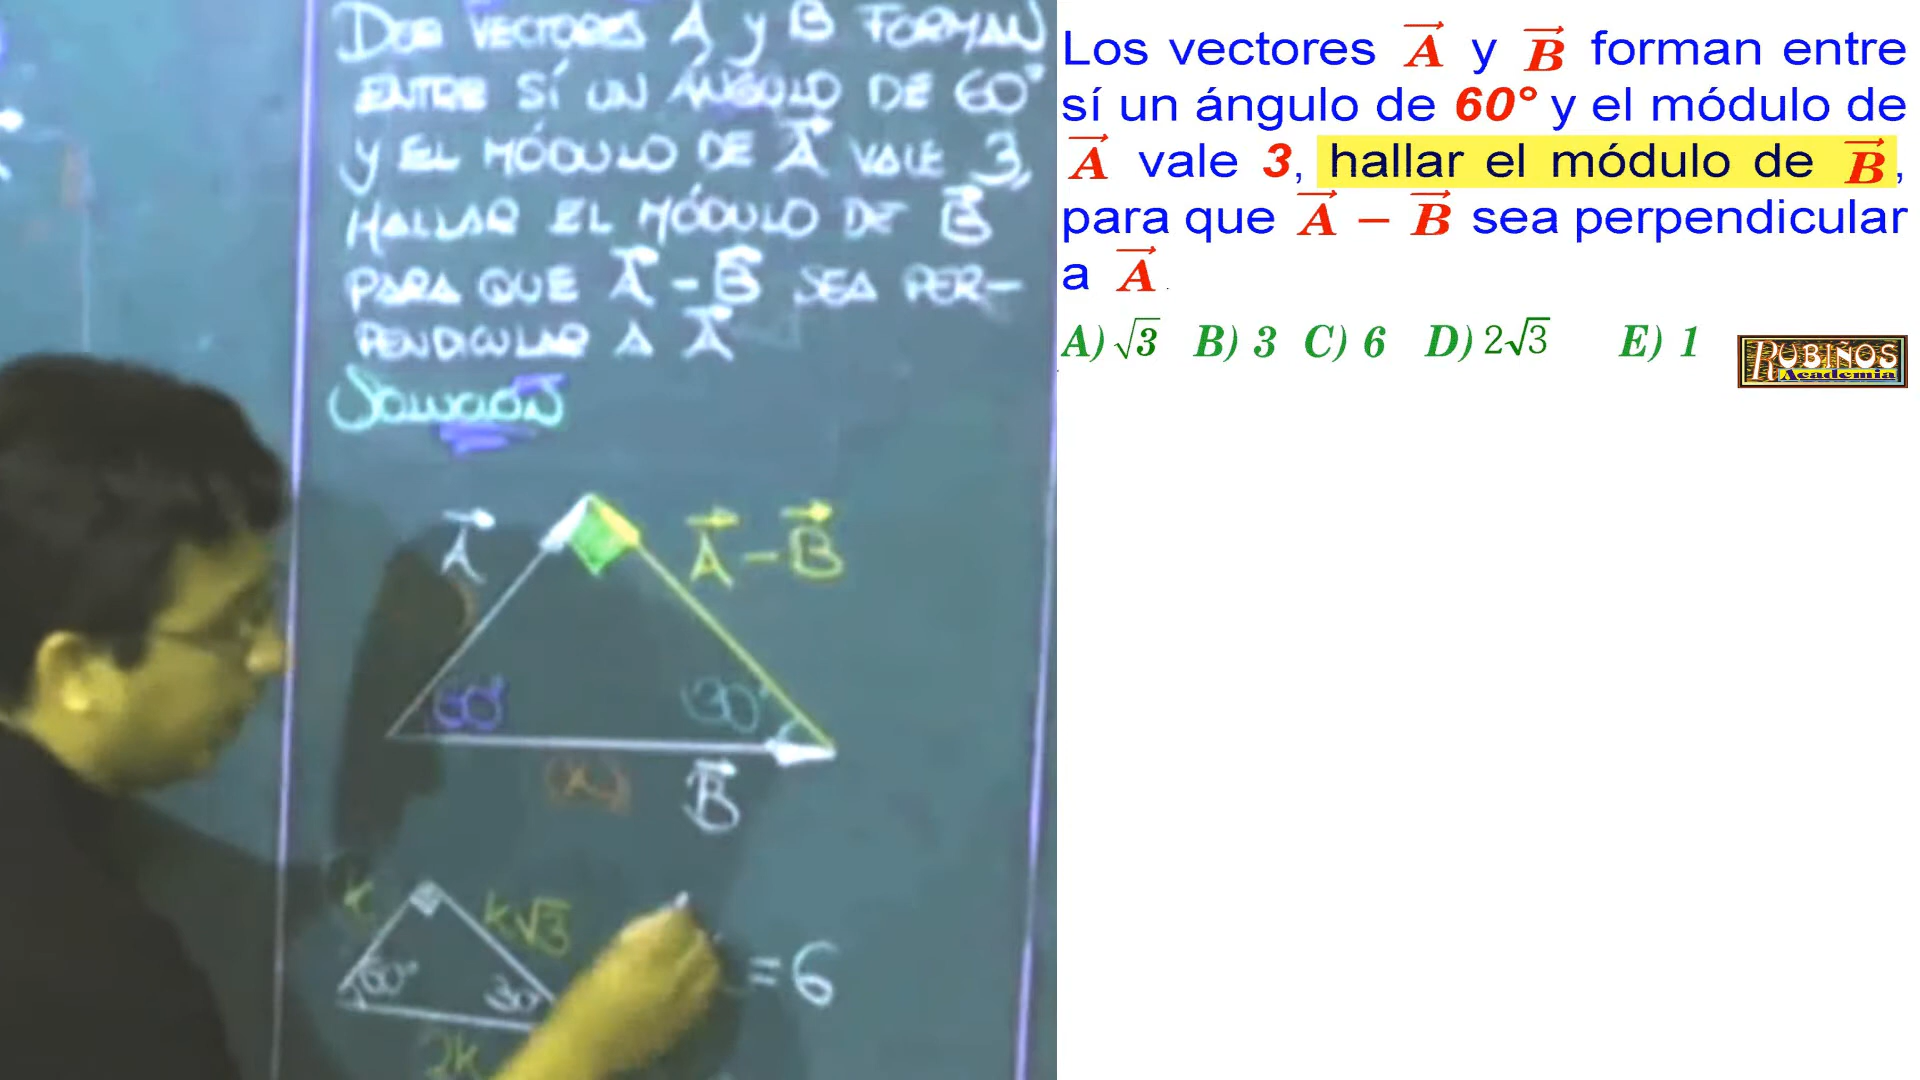 DOS VECTORES A y B FORMAN
ENTRE SÍ UN ÁNGULO DE 60°
Y EL MÓDULO DE A VALE 3,
HALLAR EL MÓDULO DE B
PARA QUE A - B SEA PER-
PENDICULAR A A
SOLUCIÓN
A
A - B
60°
30°
(x)
B
k
k√3
60°
30°
2k
= 6
Los vectores A y B forman entre
sí un ángulo de 60° y el módulo de
A vale 3, hallar el módulo de B,
para que A − B sea perpendicular
a A.
A) √3 B) 3 C) 6 D) 2√3 E) 1
RUBIÑOS
Academia